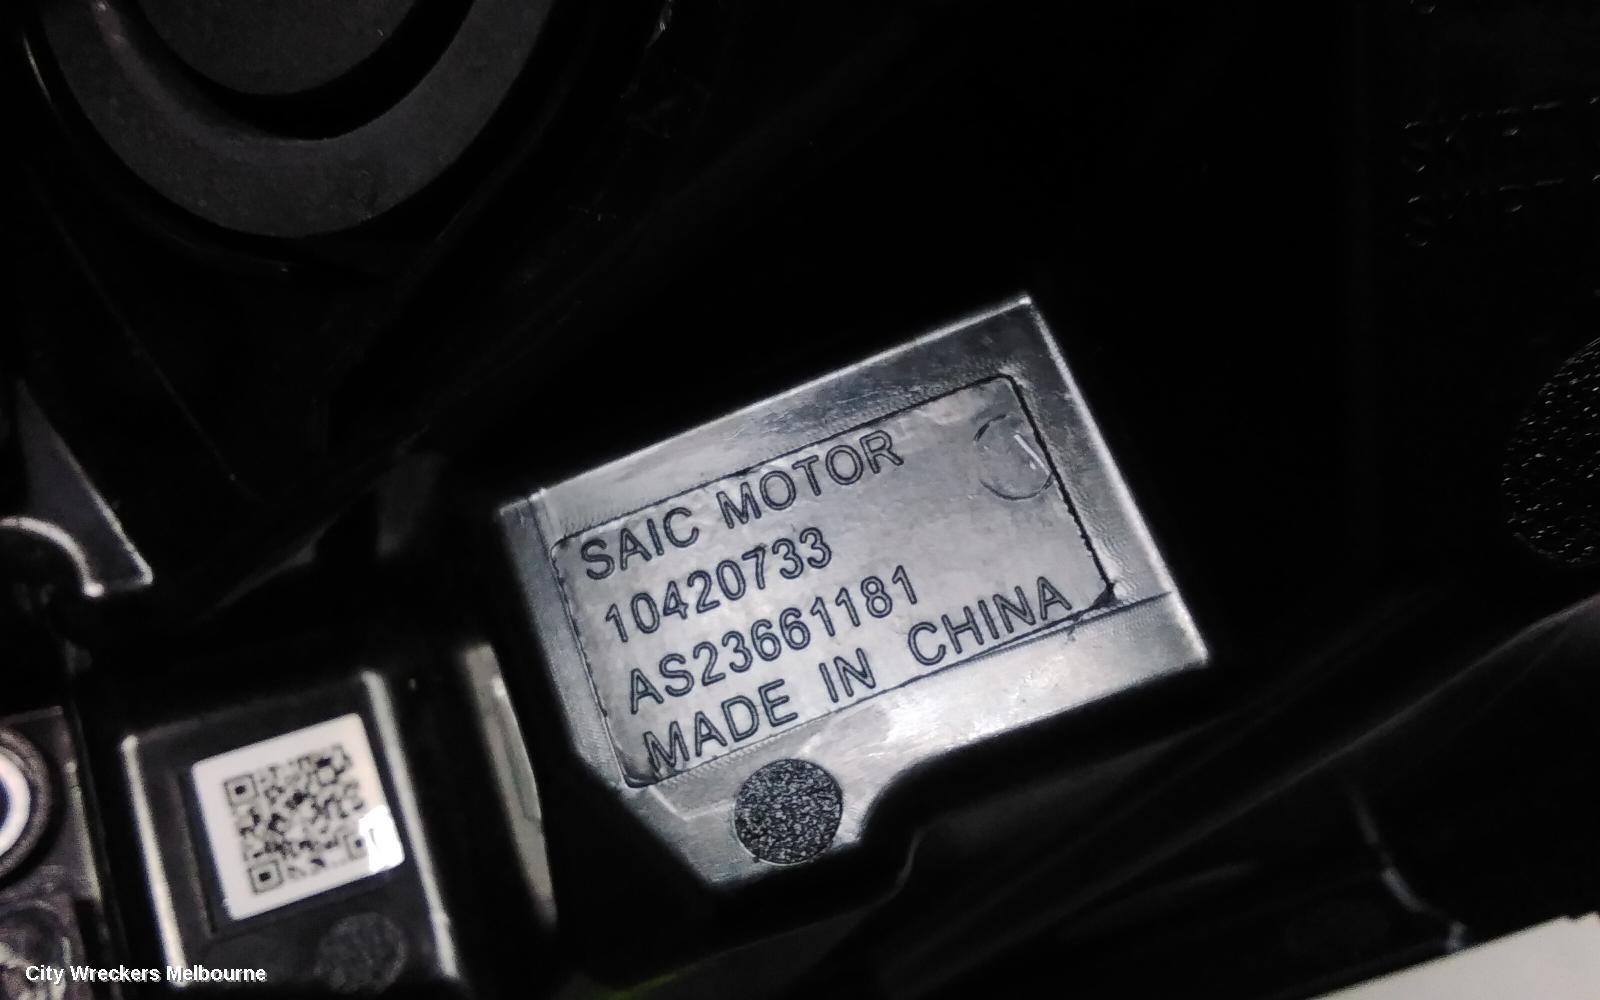 SAIC MOTOR
10420733
AS23661181
MADE IN CHINA
City Wreckers Melbourne